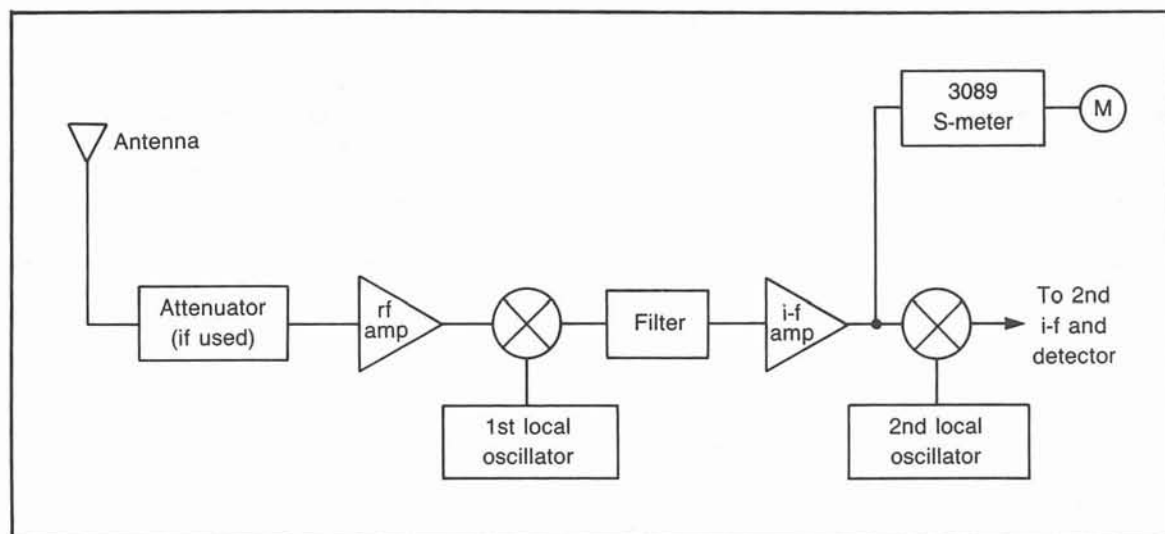 3089
S-meter
M
Antenna
Attenuator
(if used)
rf
amp
Filter
i-f
amp
To 2nd
i-f and
detector
1st local
oscillator
2nd local
oscillator